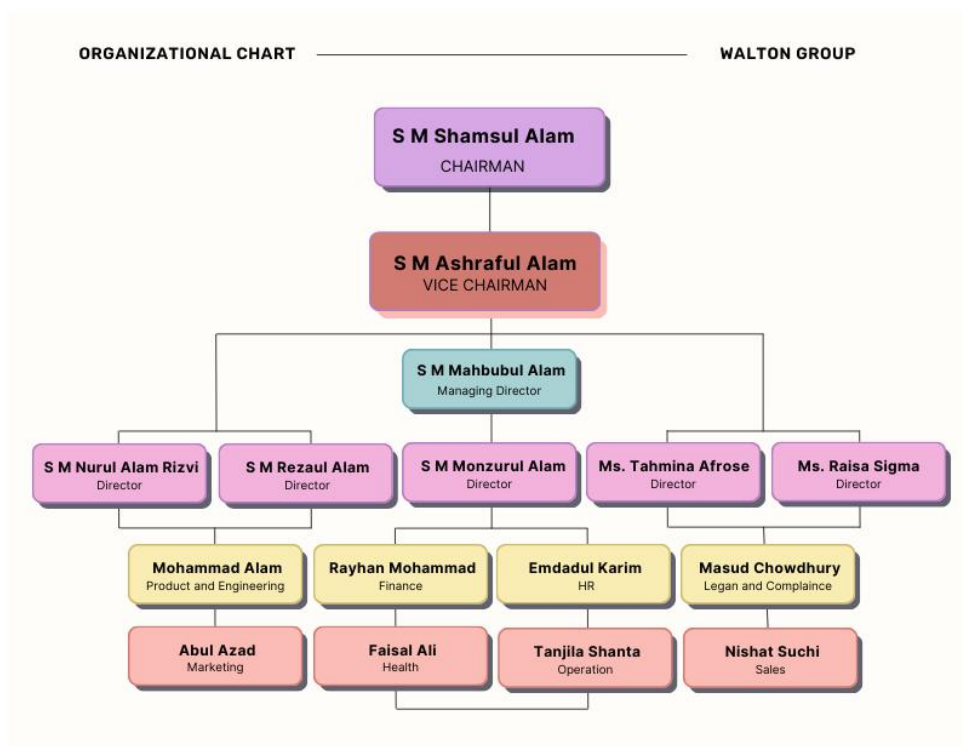 ORGANIZATIONAL CHART
WALTON GROUP
S M Shamsul Alam
CHAIRMAN
S M Ashraful Alam
VICE CHAIRMAN
S M Mahbubul Alam
Managing Director
S M Nurul Alam Rizvi
Director
S M Rezaul Alam
Director
S M Monzurul Alam
Director
Ms. Tahmina Afrose
Director
Ms. Raisa Sigma
Director
Mohammad Alam
Product and Engineering
Rayhan Mohammad
Finance
Emdadul Karim
HR
Masud Chowdhury
Legan and Complaince
Abul Azad
Marketing
Faisal Ali
Health
Tanjila Shanta
Operation
Nishat Suchi
Sales